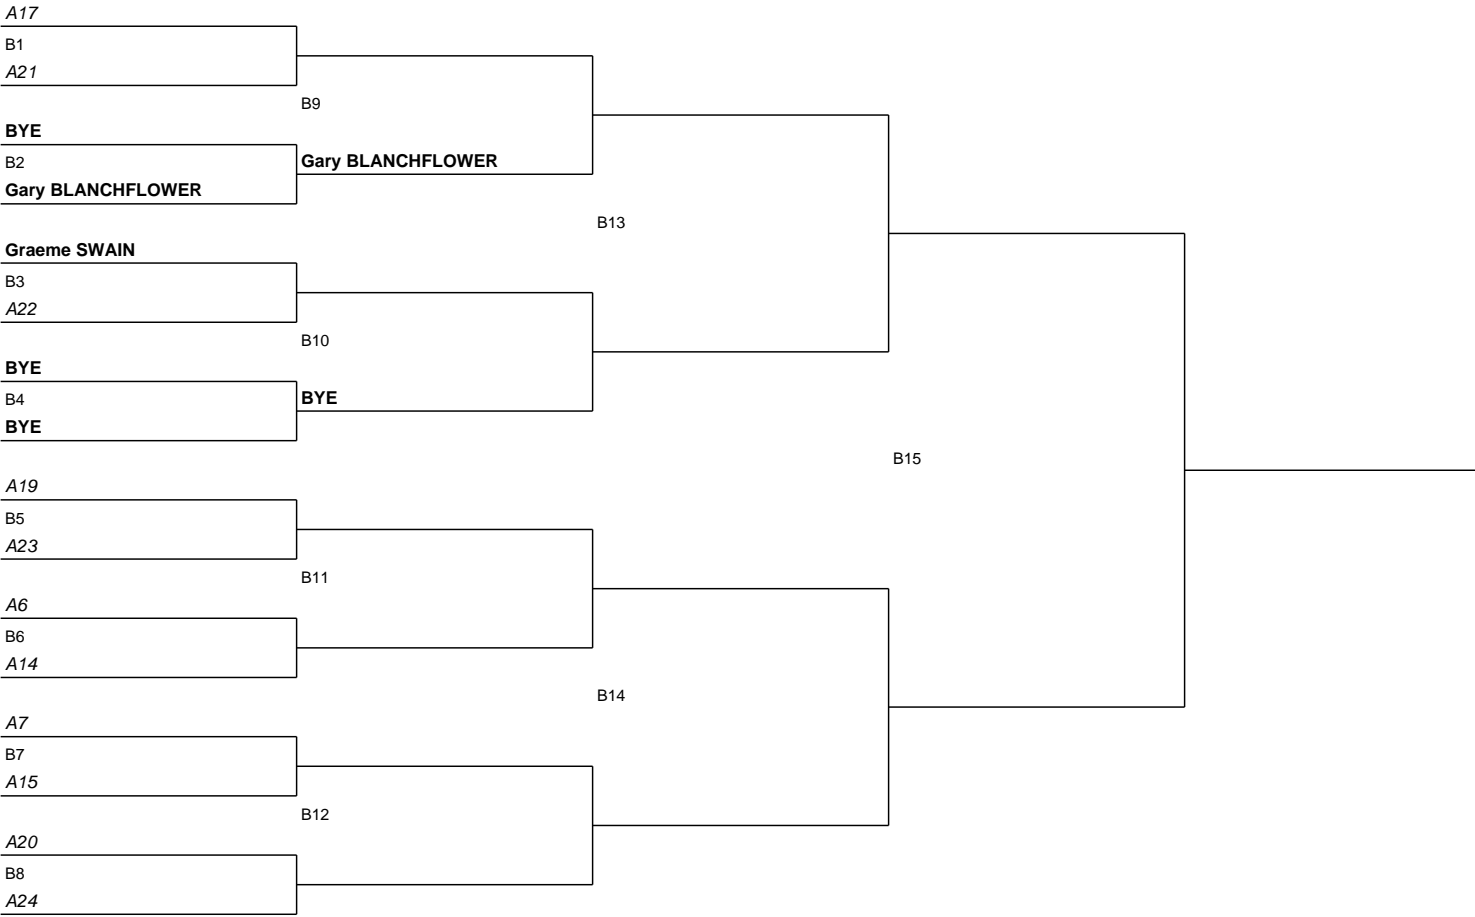 A17
B1
A21
B9
BYE
B2
Gary BLANCHFLOWER
Gary BLANCHFLOWER
B13
Graeme SWAIN
B3
A22
B10
BYE
B4
BYE
BYE
B15
A19
B5
A23
B11
A6
B6
A14
B14
A7
B7
A15
B12
A20
B8
A24